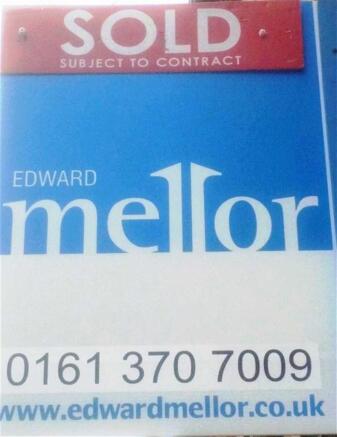 SOLD
SUBJECT TO CONTRACT
EDWARD
mellor
0161 370 7009
www.edwardmellor.co.uk